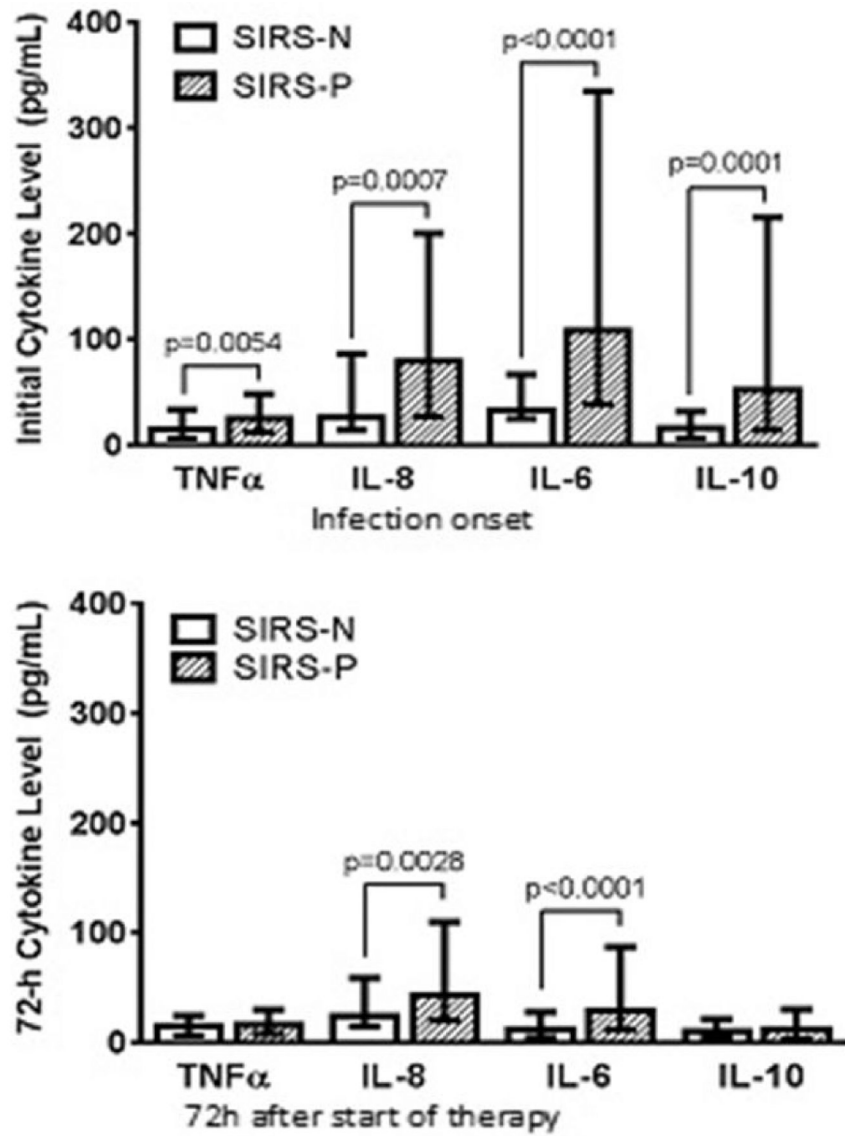 Initial Cytokine Level (pg/mL)
400
300
200
100
0
SIRS-N
SIRS-P
p=0.0054
p=0.0007
p<0.0001
p=0.0001
TNFα IL-8 IL-6 IL-10
Infection onset
72-h Cytokine Level (pg/mL)
400
300
200
100
0
SIRS-N
SIRS-P
p=0.0028
p<0.0001
TNFα IL-8 IL-6 IL-10
72h after start of therapy